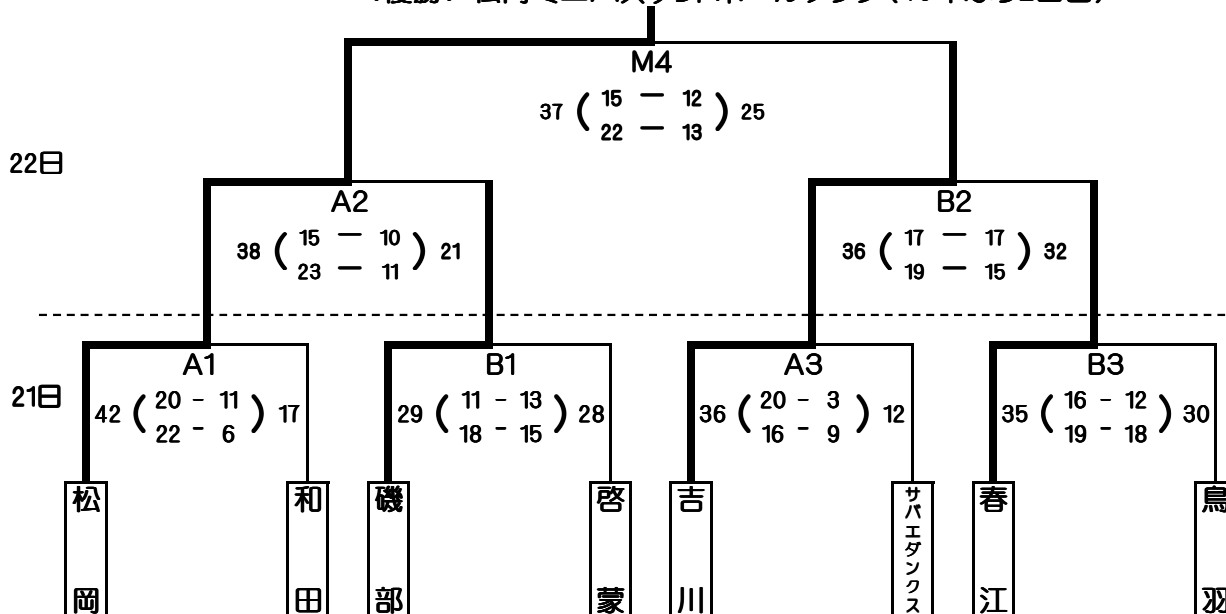 M4
37 ( 15 ー 12 ) 25
22 ー 13
22日
A2
38 ( 15 ー 10 ) 21
23 ー 11
B2
36 ( 17 ー 17 ) 32
19 ー 15
21日
A1
42 ( 20 - 11 ) 17
22 - 6
B1
29 ( 11 - 13 ) 28
18 - 15
A3
36 ( 20 - 3 ) 12
16 - 9
B3
35 ( 16 - 12 ) 30
19 - 18
松岡
和田
磯部
啓蒙
吉川
サバエダンクス
春江
鳥羽